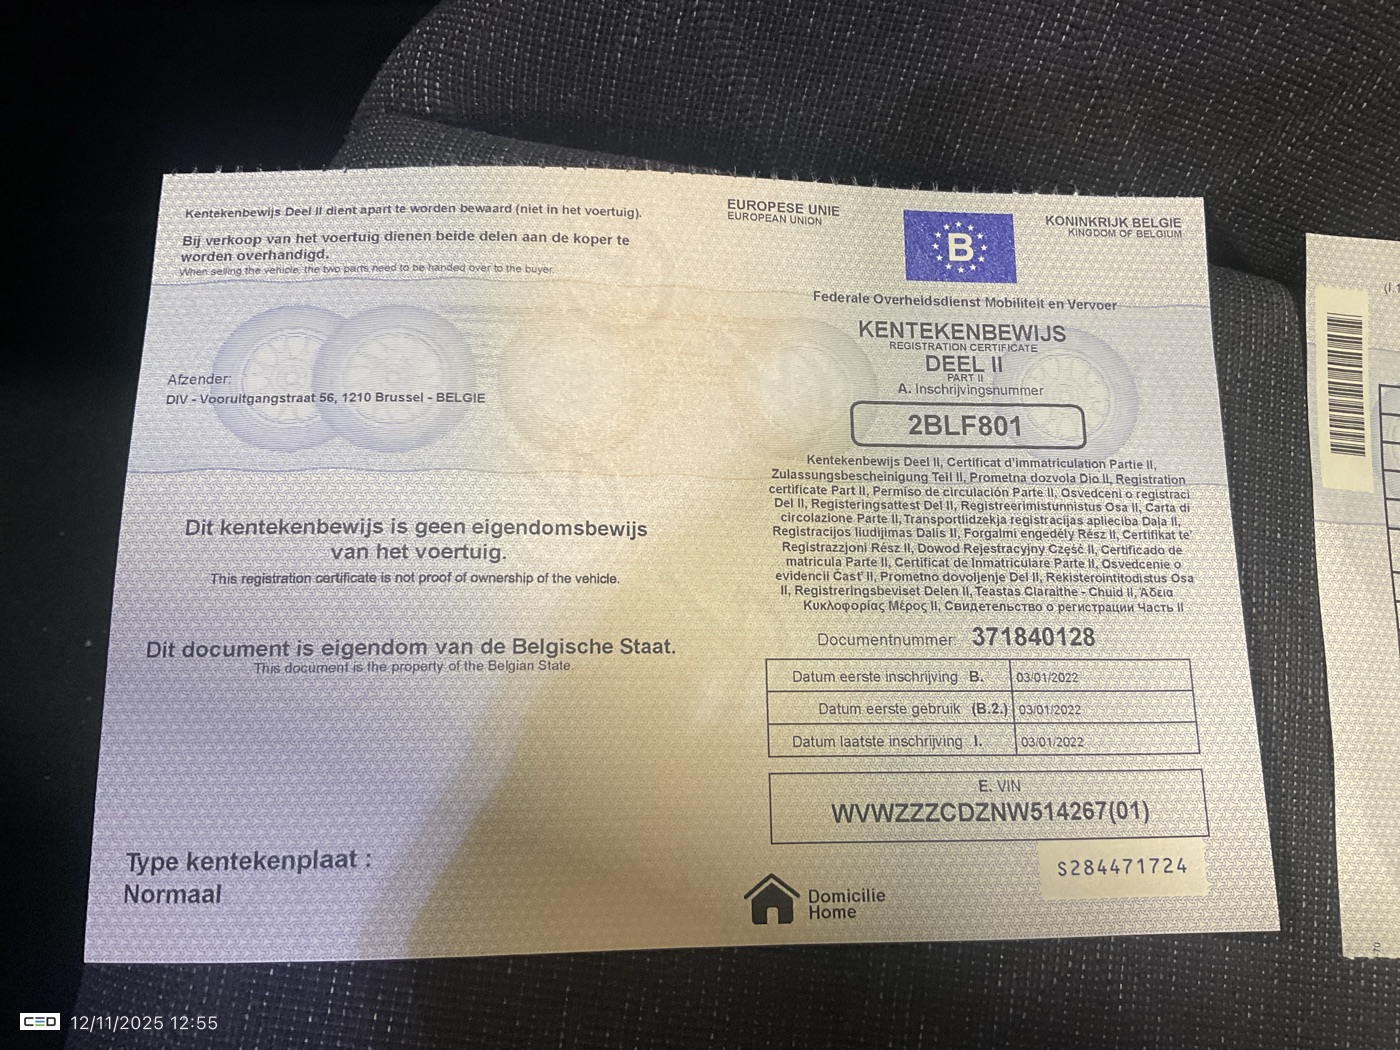 Kentekenbewijs Deel II dient apart te worden bewaard (niet in het voertuig).
Bij verkoop van het voertuig dienen beide delen aan de koper te
worden overhandigd.
When selling the vehicle, the two parts need to be handed over to the buyer.
Afzender:
DIV - Vooruitgangstraat 56, 1210 Brussel - BELGIE
Dit kentekenbewijs is geen eigendomsbewijs
van het voertuig.
This registration certificate is not proof of ownership of the vehicle.
Dit document is eigendom van de Belgische Staat.
This document is the property of the Belgian State.
Type kentekenplaat :
Normaal
EUROPESE UNIE
EUROPEAN UNION
B
KONINKRIJK BELGIE
KINGDOM OF BELGIUM
Federale Overheidsdienst Mobiliteit en Vervoer
KENTEKENBEWIJS
REGISTRATION CERTIFICATE
DEEL II
PART II
A. Inschrijvingsnummer
2BLF801
Kentekenbewijs Deel II, Certificat d'immatriculation Partie II,
Zulassungsbescheinigung Teil II, Prometna dozvola Dio II, Registration
certificate Part II, Permiso de circulación Parte II, Osvedceni o registraci
Del II, Registeringsattest Del II, Registreerimistunnistus Osa II, Carta di
circolazione Parte II, Transportlidzekja registracijas aplieciba Daļa II,
Registracijos liudijimas Dalis II, Forgalmi engedély Rész II, Certifikat te'
Registrazzjoni Rész II, Dowod Rejestracyjny Część II, Certificado de
matricula Parte II, Certificat de Inmatriculare Parte II, Osvedcenie o
evidencii Čast' II, Prometno dovoljenje Del II, Rekisterointitodistus Osa
II, Registreringsbeviset Delen II, Teastas Claraithe - Chuid II, Άδεια
Κυκλοφορίας Μέρος II, Свидетельство о регистрации Часть II
Documentnummer: 371840128
Datum eerste inschrijving B. 03/01/2022
Datum eerste gebruik (B.2.) 03/01/2022
Datum laatste inschrijving I. 03/01/2022
E. VIN
WVWZZZCDZNW514267(01)
S284471724
Domicilie
Home
(I.1
70
CED 12/11/2025 12:55